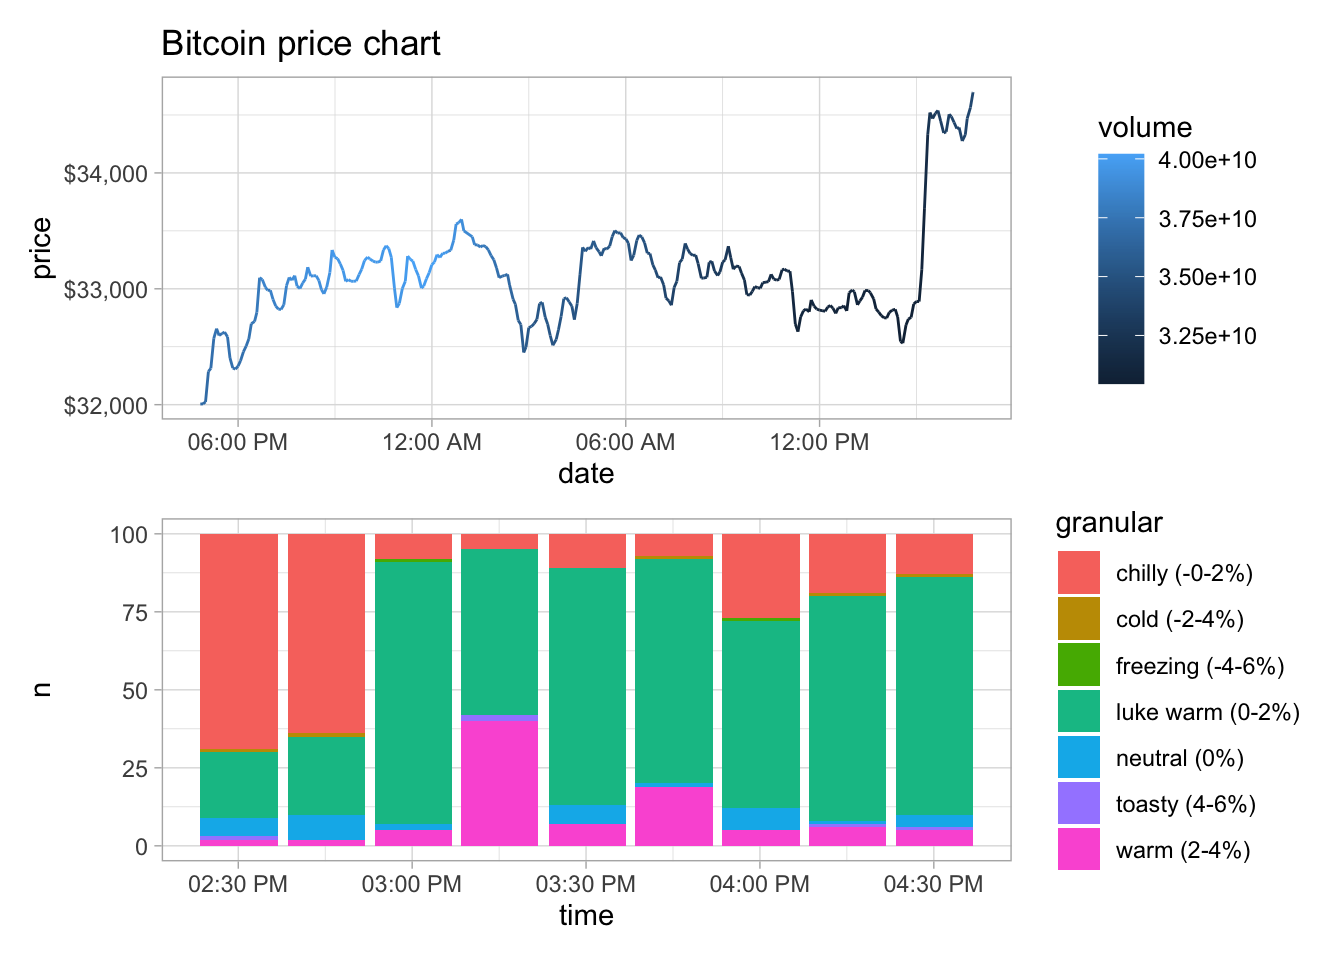 Bitcoin price chart
price
$34,000
$33,000
$32,000
06:00 PM 12:00 AM 06:00 AM 12:00 PM
date
volume
4.00e+10
3.75e+10
3.50e+10
3.25e+10
n
100
75
50
25
0
02:30 PM 03:00 PM 03:30 PM 04:00 PM 04:30 PM
time
granular
chilly (-0-2%)
cold (-2-4%)
freezing (-4-6%)
luke warm (0-2%)
neutral (0%)
toasty (4-6%)
warm (2-4%)